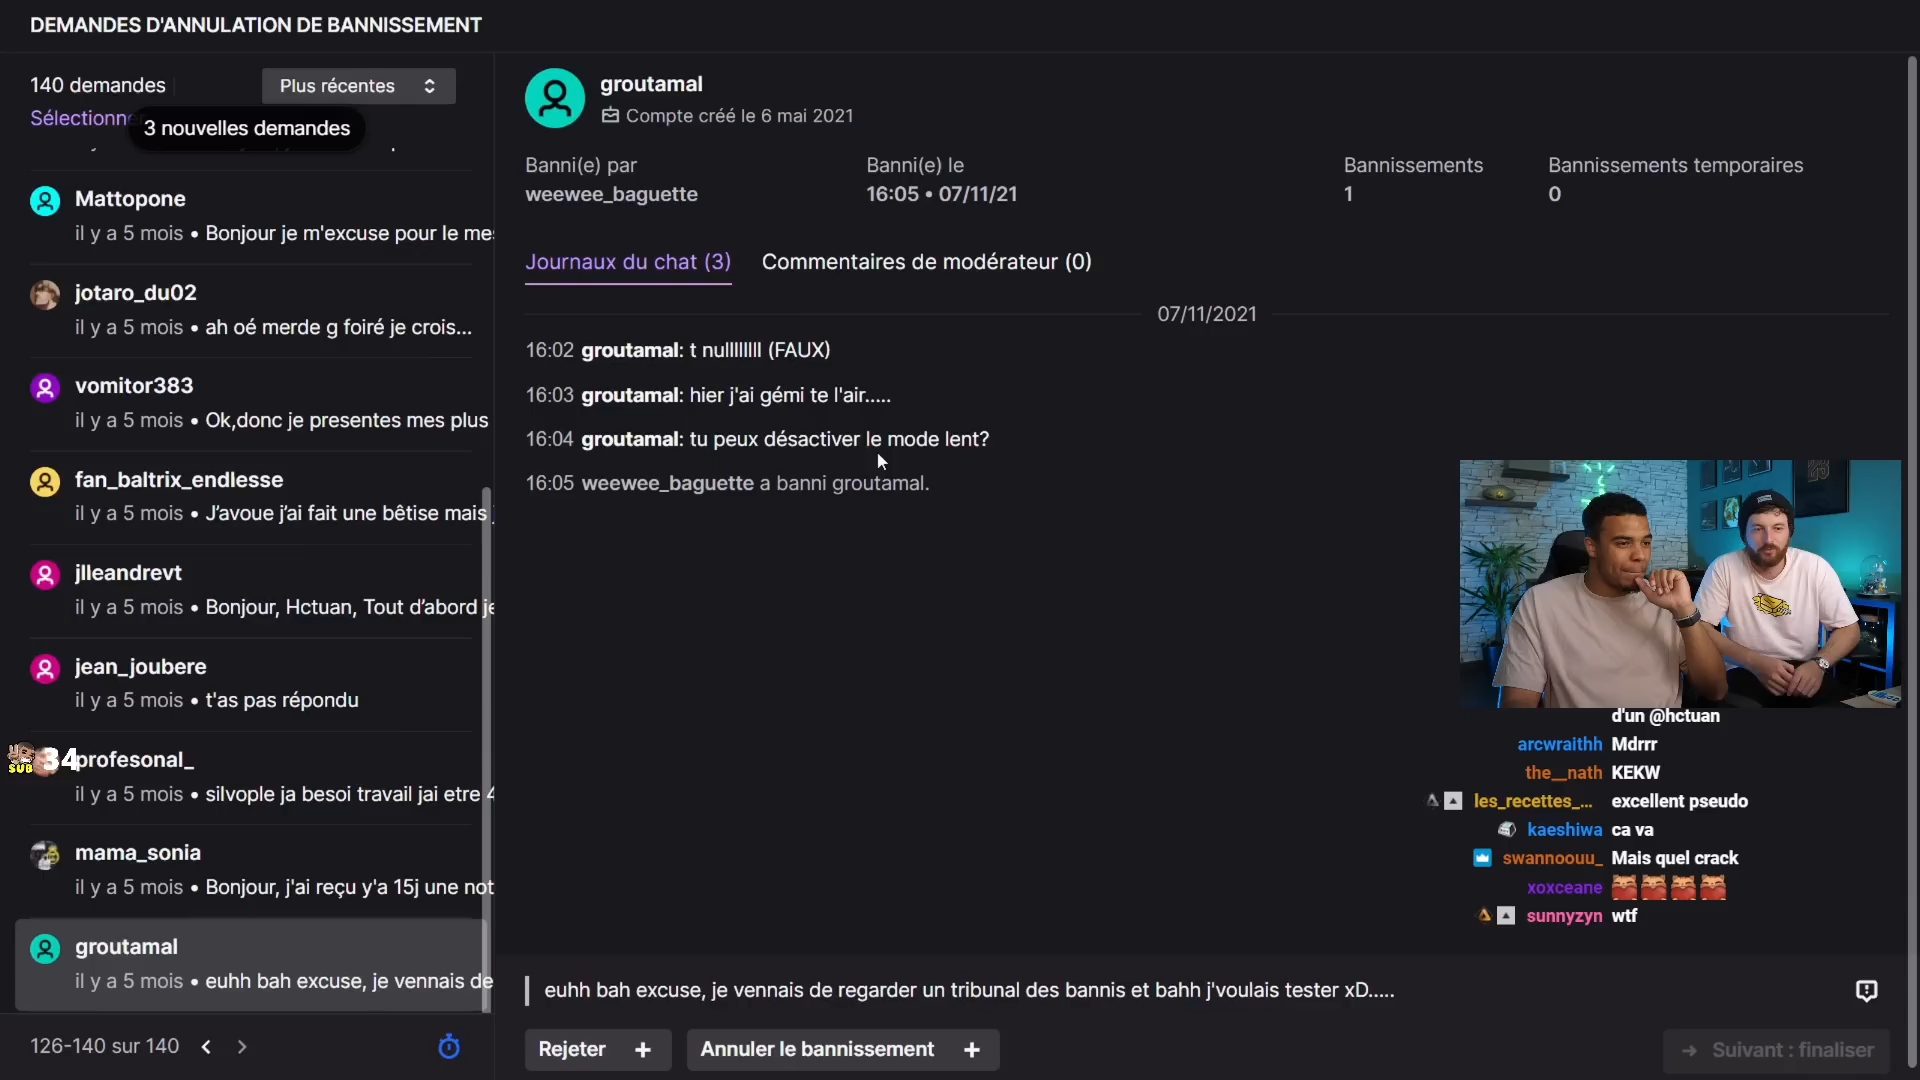 DEMANDES D'ANNULATION DE BANNISSEMENT
140 demandes
Plus récentes
Sélectionne
3 nouvelles demandes
Mattopone
il y a 5 mois • Bonjour je m'excuse pour le me
jotaro_du02
il y a 5 mois • ah oé merde g foiré je crois...
vomitor383
il y a 5 mois • Ok,donc je presentes mes plus
fan_baltrix_endlesse
il y a 5 mois • J'avoue j'ai fait une bêtise mais
jlleandrevt
il y a 5 mois • Bonjour, Hctuan, Tout d'abord je
jean_joubere
il y a 5 mois • t'as pas répondu
SUB 34
profesonal_
il y a 5 mois • silvople ja besoi travail jai etre 4
mama_sonia
il y a 5 mois • Bonjour, j'ai reçu y'a 15j une not
groutamal
il y a 5 mois • euhh bah excuse, je vennais de
126-140 sur 140
groutamal
Compte créé le 6 mai 2021
Banni(e) par
weewee_baguette
Banni(e) le
16:05 • 07/11/21
Bannissements
1
Bannissements temporaires
0
Journaux du chat (3)
Commentaires de modérateur (0)
07/11/2021
16:02 groutamal: t nullllllll (FAUX)
16:03 groutamal: hier j'ai gémi te l'air.....
16:04 groutamal: tu peux désactiver le mode lent?
16:05 weewee_baguette a banni groutamal.
23
d'un @hctuan
arcwraithh Mdrrr
the__nath KEKW
les_recettes_... excellent pseudo
kaeshiwa ca va
swannoouu_ Mais quel crack
xoxceane
sunnyzyn wtf
euhh bah excuse, je vennais de regarder un tribunal des bannis et bahh j'voulais tester xD.....
Rejeter +
Annuler le bannissement +
→ Suivant : finaliser